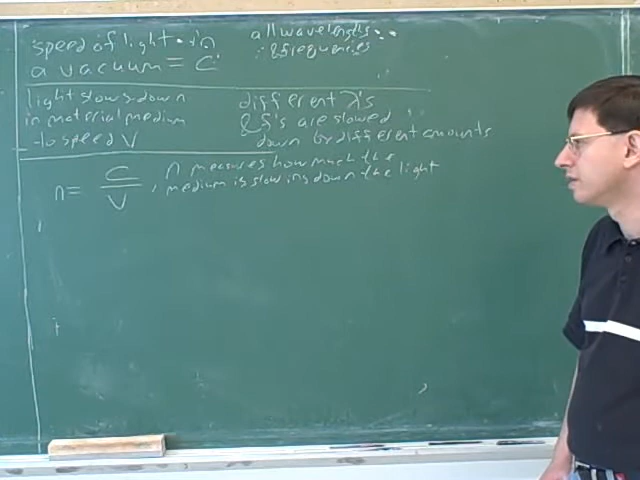 speed of light in
a vacuum = c
all wavelengths
& frequencies
light slows down
in material medium
to speed v
different λ's
& f's are slowed
down by different amounts
n = c/v, n measures how much the
medium is slowing down the light